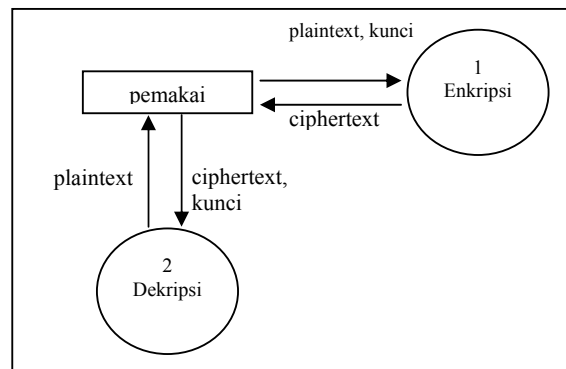 plaintext, kunci
1
Enkripsi
pemakai
ciphertext
plaintext
ciphertext,
kunci
2
Dekripsi